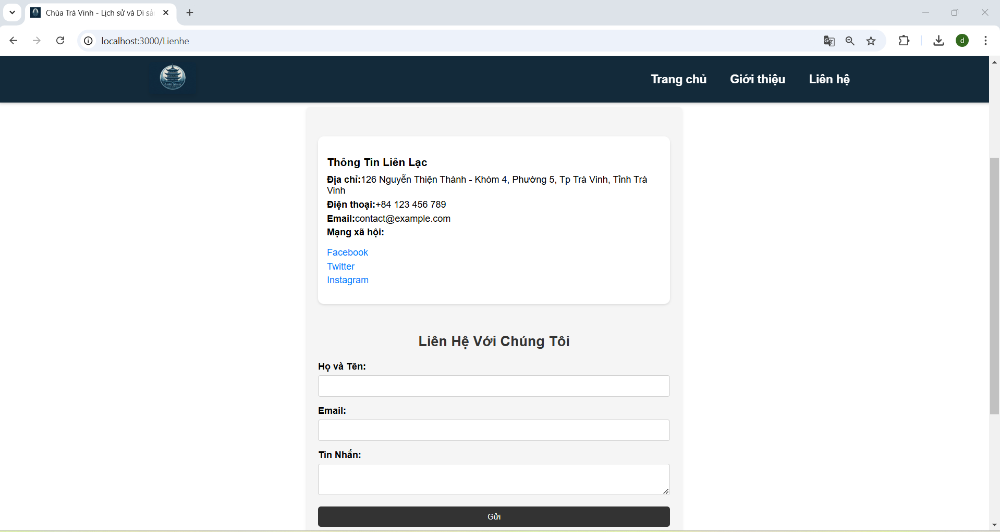 Chùa Trà Vinh - Lịch sử và Di sả
localhost:3000/Lienhe
d
Trang chủ
Giới thiệu
Liên hệ
Thông Tin Liên Lạc
Địa chỉ:126 Nguyễn Thiện Thành - Khóm 4, Phường 5, Tp Trà Vinh, Tỉnh Trà
Vinh
Điện thoại:+84 123 456 789
Email:contact@example.com
Mạng xã hội:
Facebook
Twitter
Instagram
Liên Hệ Với Chúng Tôi
Họ và Tên:
Email:
Tin Nhắn:
Gửi